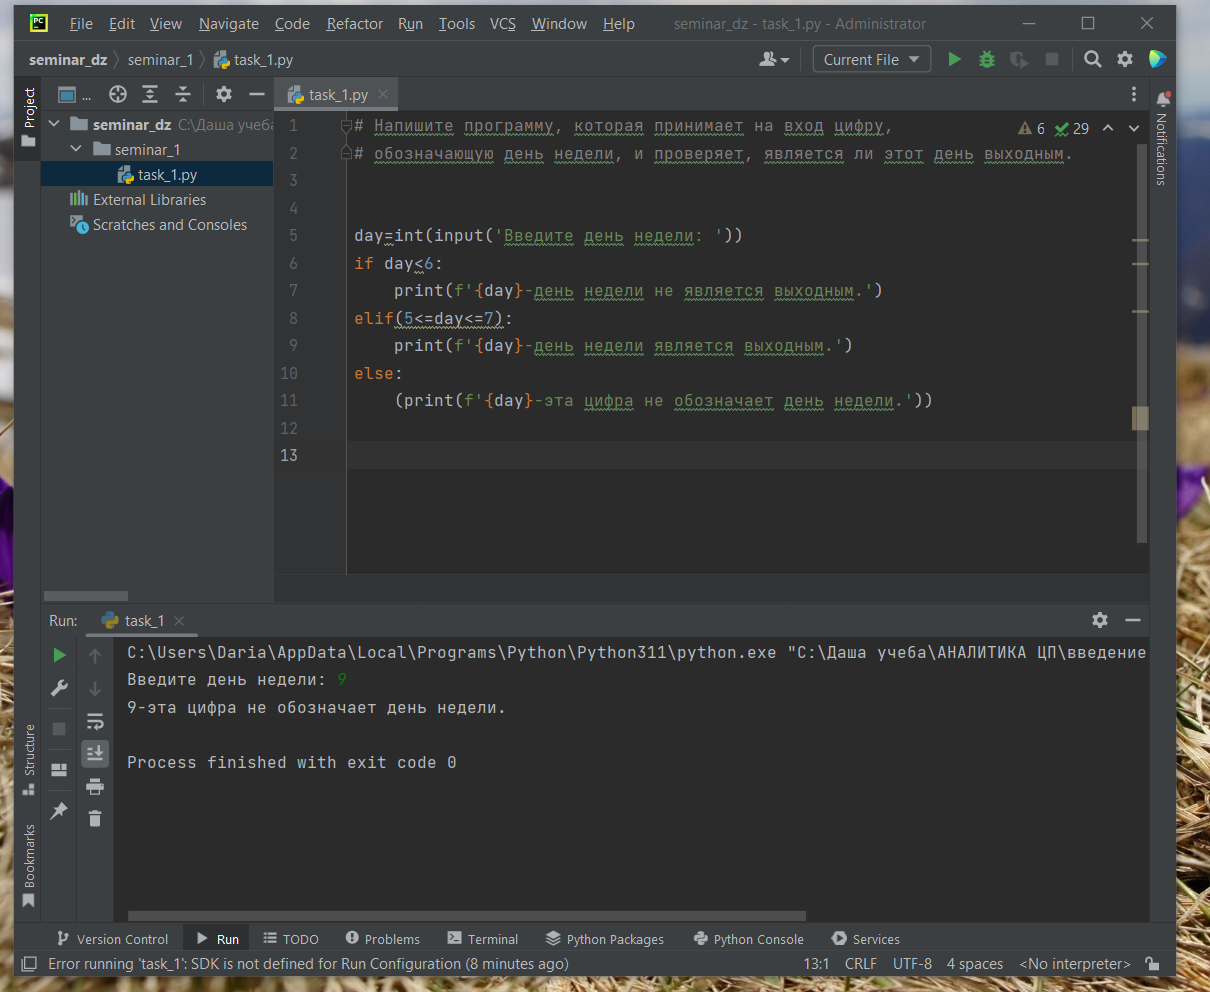 PC File Edit View Navigate Code Refactor Run Tools VCS Window Help seminar_dz - task_1.py - Administrator
seminar_dz seminar_1 task_1.py Current File
Project ... task_1.py
seminar_dz C:\Даша учеба
seminar_1
task_1.py
External Libraries
Scratches and Consoles
6 29
Notifications
1 # Напишите программу, которая принимает на вход цифру,
2 # обозначающую день недели, и проверяет, является ли этот день выходным.
3
4
5 day=int(input('Введите день недели: '))
6 if day<6:
7 print(f'{day}-день недели не является выходным.')
8 elif(5<=day<=7):
9 print(f'{day}-день недели является выходным.')
10 else:
11 (print(f'{day}-эта цифра не обозначает день недели.'))
12
13
Run: task_1
C:\Users\Daria\AppData\Local\Programs\Python\Python311\python.exe "C:\Даша учеба\АНАЛИТИКА ЦП\введение
Введите день недели: 9
9-эта цифра не обозначает день недели.
Process finished with exit code 0
Structure
Bookmarks
Version Control Run TODO Problems Terminal Python Packages Python Console Services
Error running 'task_1': SDK is not defined for Run Configuration (8 minutes ago) 13:1 CRLF UTF-8 4 spaces <No interpreter>